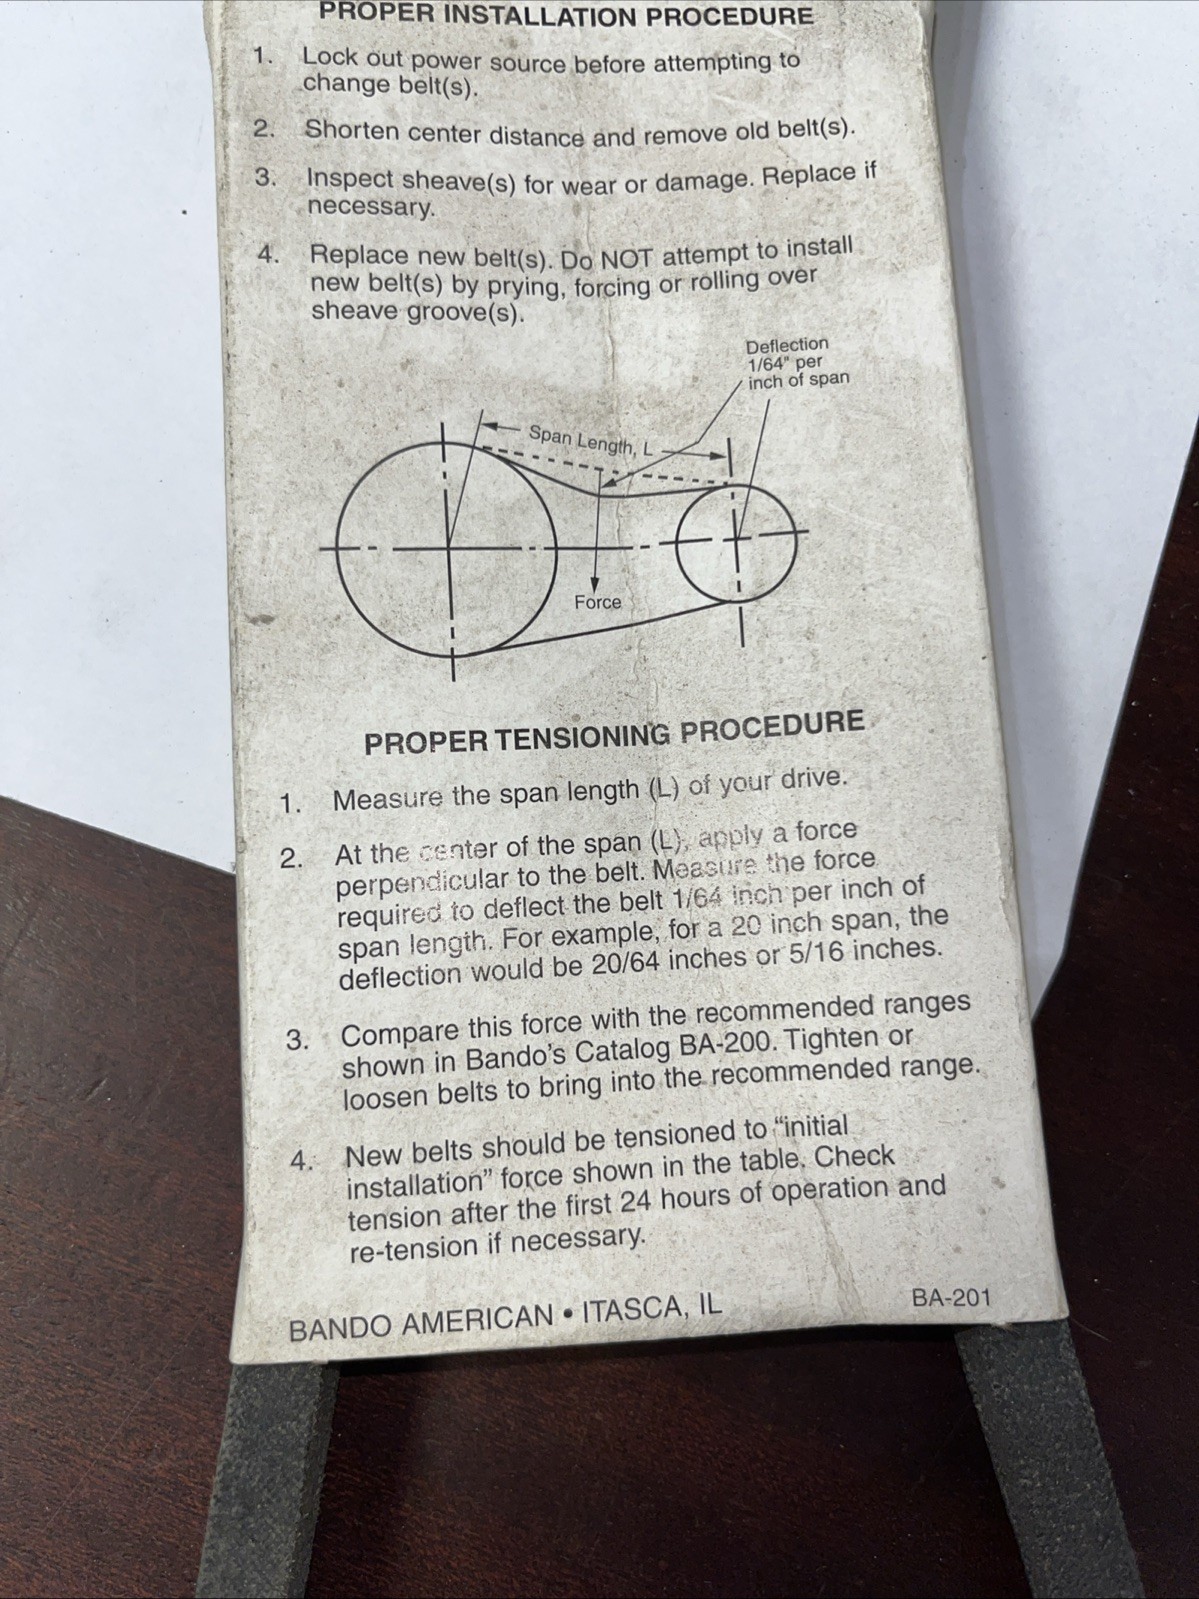 PROPER INSTALLATION PROCEDURE
1. Lock out power source before attempting to
change belt(s).
2. Shorten center distance and remove old belt(s).
3. Inspect sheave(s) for wear or damage. Replace if
necessary.
4. Replace new belt(s). Do NOT attempt to install
new belt(s) by prying, forcing or rolling over
sheave groove(s).
Deflection
1/64" per
inch of span
Span Length, L
Force
PROPER TENSIONING PROCEDURE
1. Measure the span length (L) of your drive.
2. At the center of the span (L), apply a force
perpendicular to the belt. Measure the force
required to deflect the belt 1/64 inch per inch of
span length. For example, for a 20 inch span, the
deflection would be 20/64 inches or 5/16 inches.
3. Compare this force with the recommended ranges
shown in Bando's Catalog BA-200. Tighten or
loosen belts to bring into the recommended range.
4. New belts should be tensioned to "initial
installation" force shown in the table. Check
tension after the first 24 hours of operation and
re-tension if necessary.
BANDO AMERICAN • ITASCA, IL
BA-201